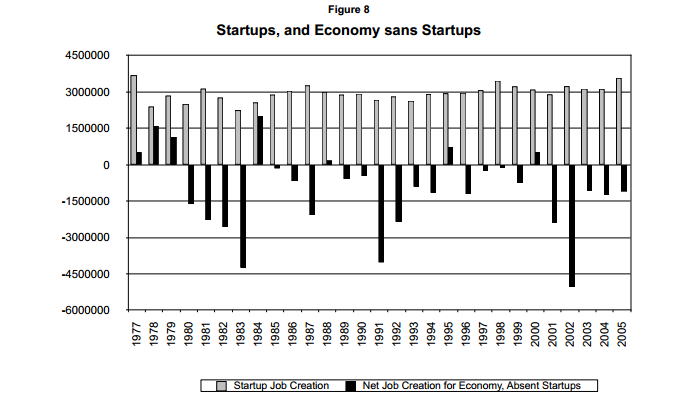 Figure 8
Startups, and Economy sans Startups
4500000
3000000
1500000
0
-1500000
-3000000
-4500000
-6000000
1977 1978 1979 1980 1981 1982 1983 1984 1985 1986 1987 1988 1989 1990 1991 1992 1993 1994 1995 1996 1997 1998 1999 2000 2001 2002 2003 2004 2005
Startup Job Creation Net Job Creation for Economy, Absent Startups